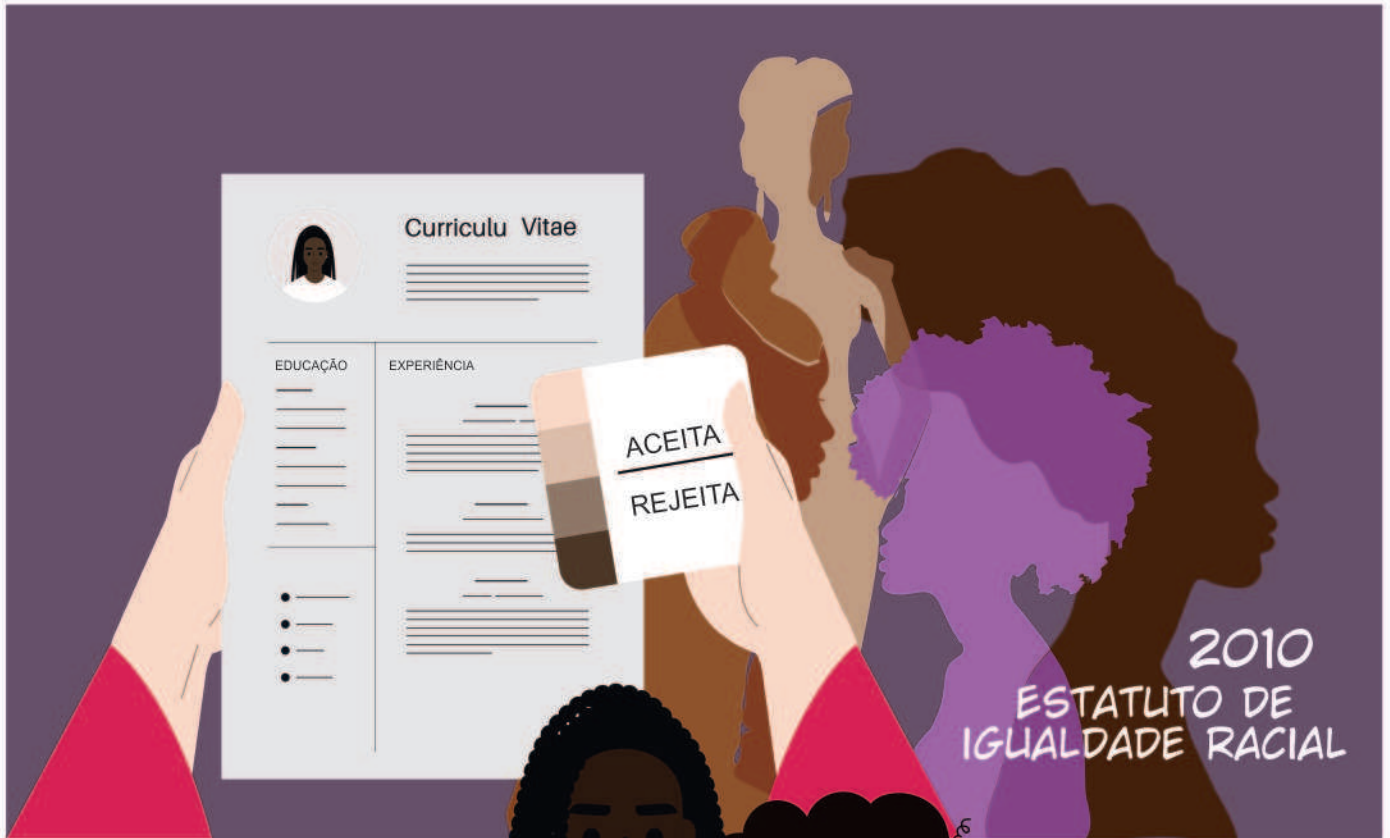 Curriculu Vitae
EDUCAÇÃO
EXPERIÊNCIA
ACEITA
REJEITA
2010
ESTATUTO DE
IGUALDADE RACIAL